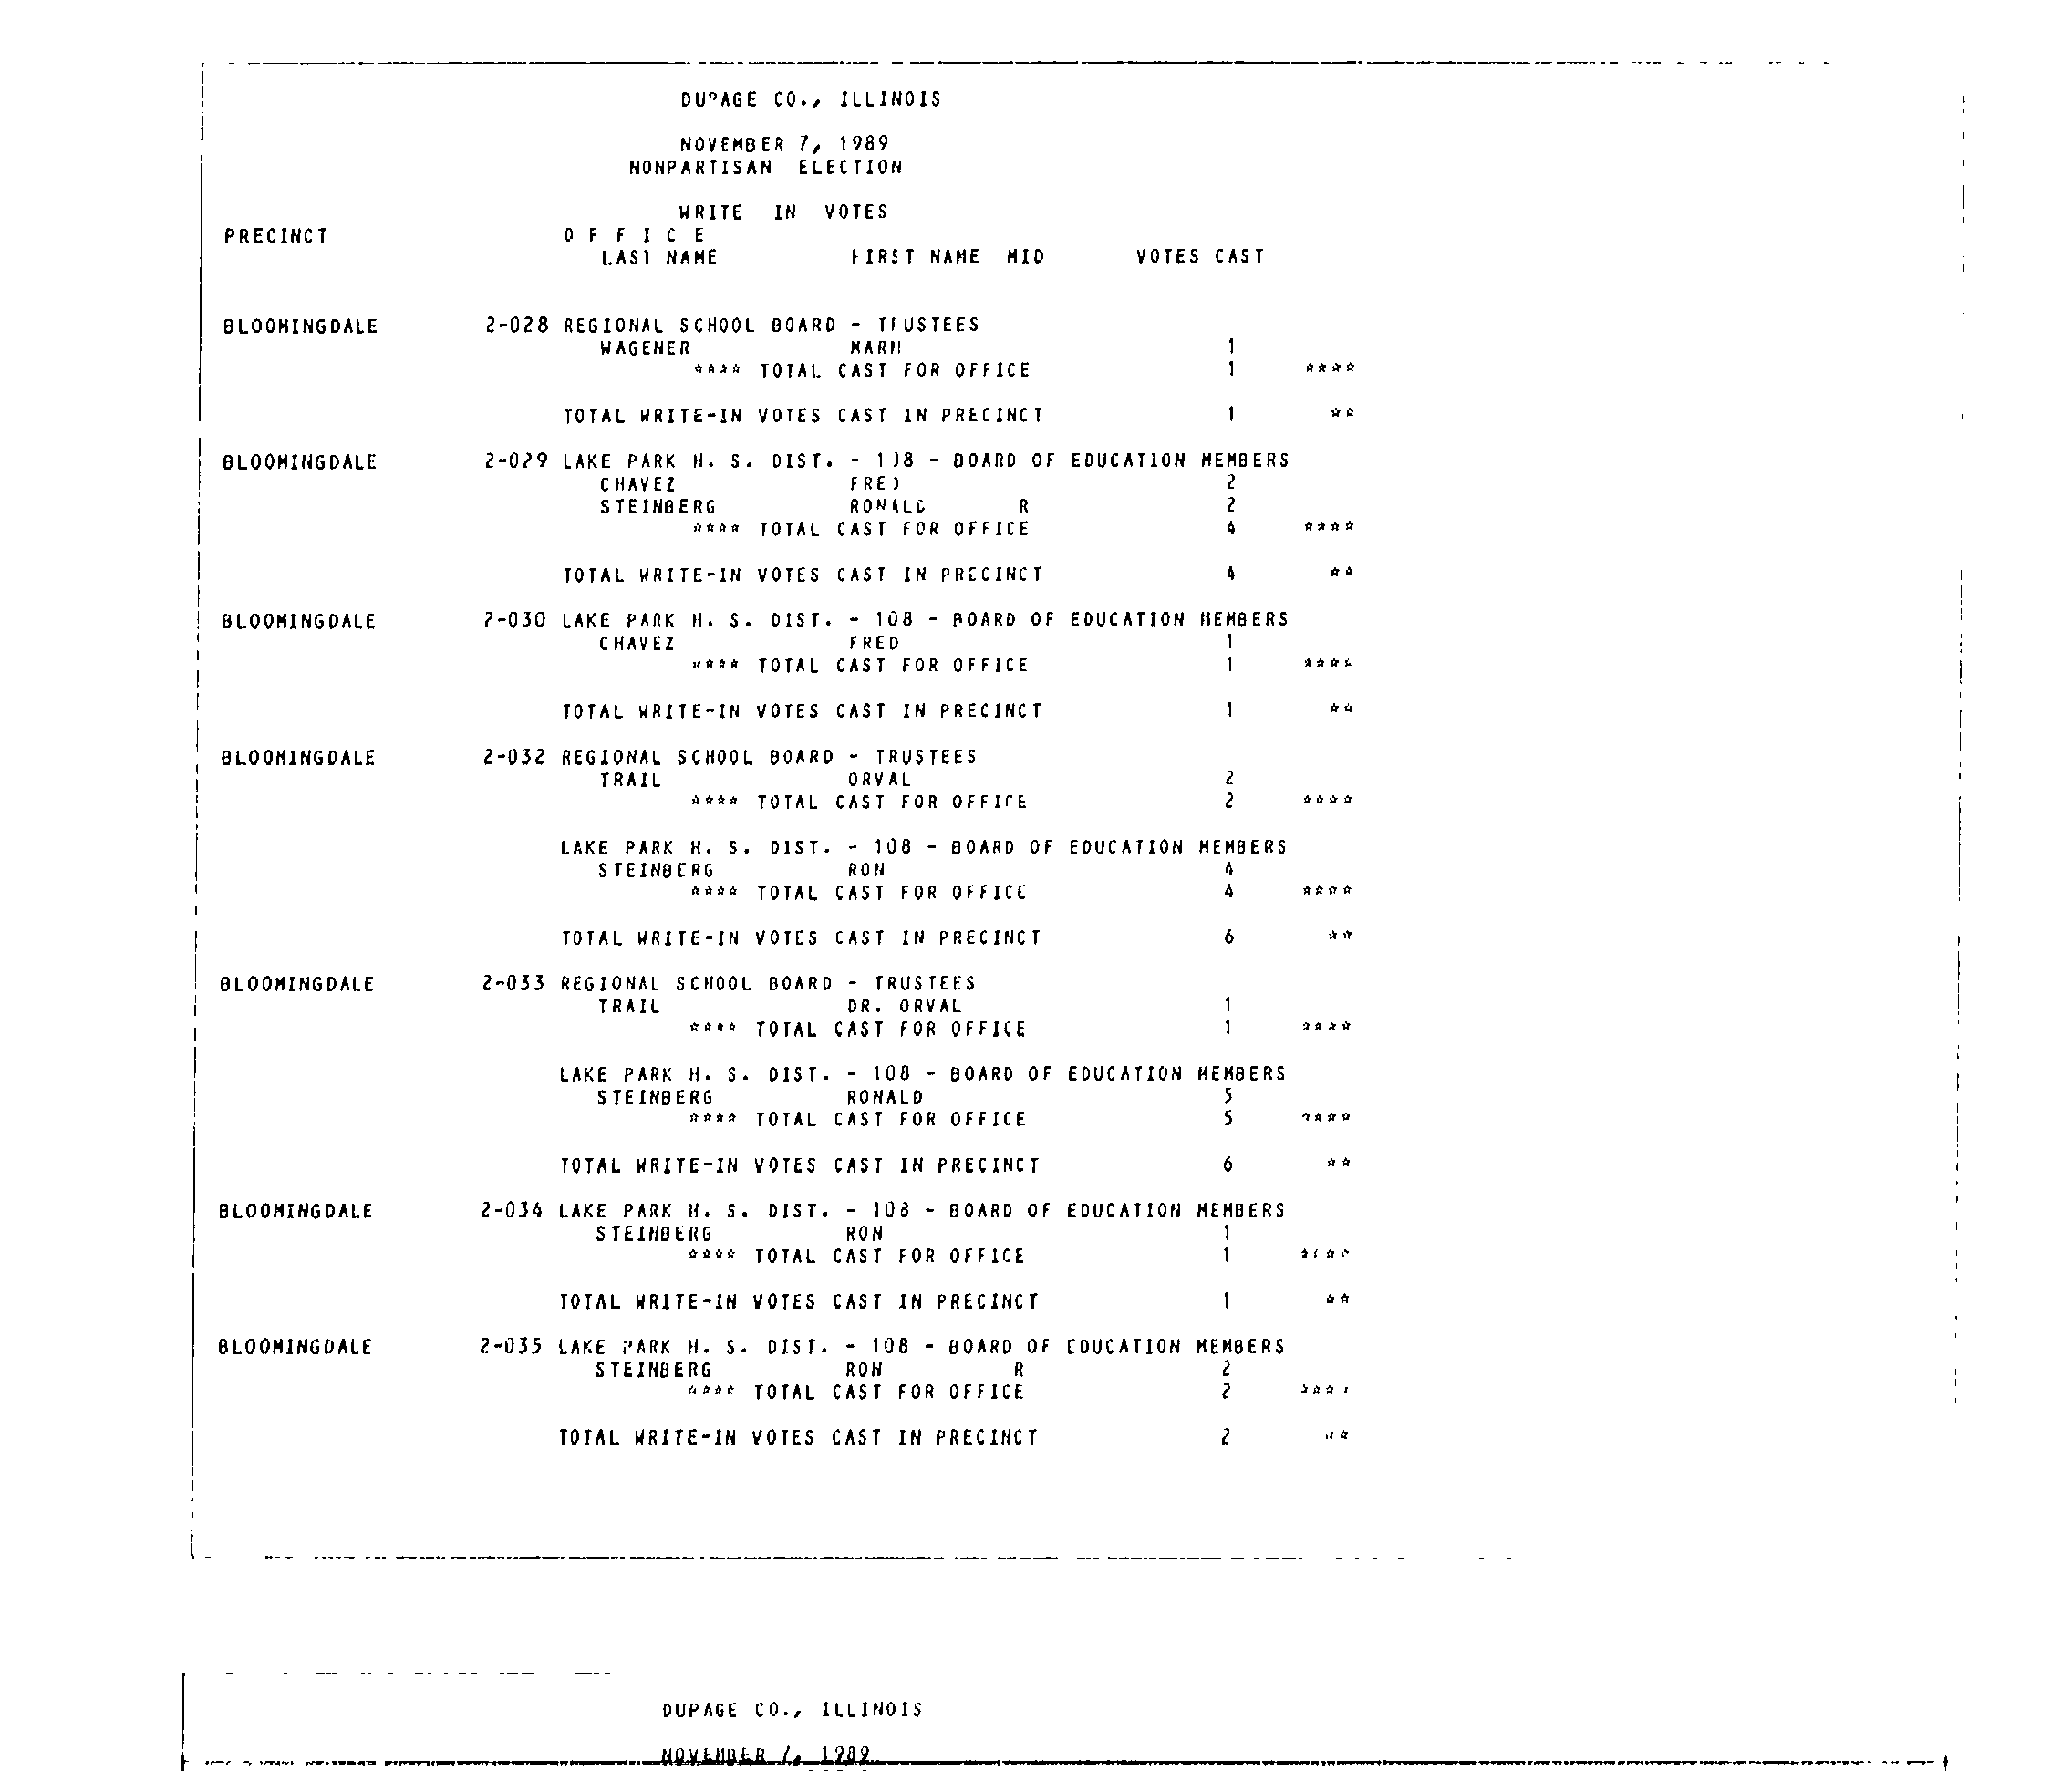 DUPAGE CO., ILLINOIS
NOVEMBER 7, 1989
NONPARTISAN ELECTION
WRITE IN VOTES
PRECINCT O F F I C E
LAST NAME FIRST NAME MID VOTES CAST
BLOOMINGDALE 2-028 REGIONAL SCHOOL BOARD - TRUSTEES
WAGENER 1
**** TOTAL CAST FOR OFFICE 1 ****
TOTAL WRITE-IN VOTES CAST IN PRECINCT 1 **
BLOOMINGDALE 2-029 LAKE PARK H. S. DIST. - 108 - BOARD OF EDUCATION MEMBERS
CHAVEZ FRED 2
STEINBERG RONALD R 2
**** TOTAL CAST FOR OFFICE 4 ****
TOTAL WRITE-IN VOTES CAST IN PRECINCT 4 **
BLOOMINGDALE 2-030 LAKE PARK H. S. DIST. - 108 - BOARD OF EDUCATION MEMBERS
CHAVEZ FRED 1
**** TOTAL CAST FOR OFFICE 1 ****
TOTAL WRITE-IN VOTES CAST IN PRECINCT 1 **
BLOOMINGDALE 2-032 REGIONAL SCHOOL BOARD - TRUSTEES
TRAIL ORVAL 2
**** TOTAL CAST FOR OFFICE 2 ****
LAKE PARK H. S. DIST. - 108 - BOARD OF EDUCATION MEMBERS
STEINBERG RON 4
**** TOTAL CAST FOR OFFICE 4 ****
TOTAL WRITE-IN VOTES CAST IN PRECINCT 6 **
BLOOMINGDALE 2-033 REGIONAL SCHOOL BOARD - TRUSTEES
TRAIL DR. ORVAL 1
**** TOTAL CAST FOR OFFICE 1 ****
LAKE PARK H. S. DIST. - 108 - BOARD OF EDUCATION MEMBERS
STEINBERG RONALD 5
**** TOTAL CAST FOR OFFICE 5 ****
TOTAL WRITE-IN VOTES CAST IN PRECINCT 6 **
BLOOMINGDALE 2-034 LAKE PARK H. S. DIST. - 108 - BOARD OF EDUCATION MEMBERS
STEINBERG RON 1
**** TOTAL CAST FOR OFFICE 1 ****
TOTAL WRITE-IN VOTES CAST IN PRECINCT 1 **
BLOOMINGDALE 2-035 LAKE PARK H. S. DIST. - 108 - BOARD OF EDUCATION MEMBERS
STEINBERG RON R 2
**** TOTAL CAST FOR OFFICE 2 ****
TOTAL WRITE-IN VOTES CAST IN PRECINCT 2 **
DUPAGE CO., ILLINOIS
NOVEMBER 7, 1989